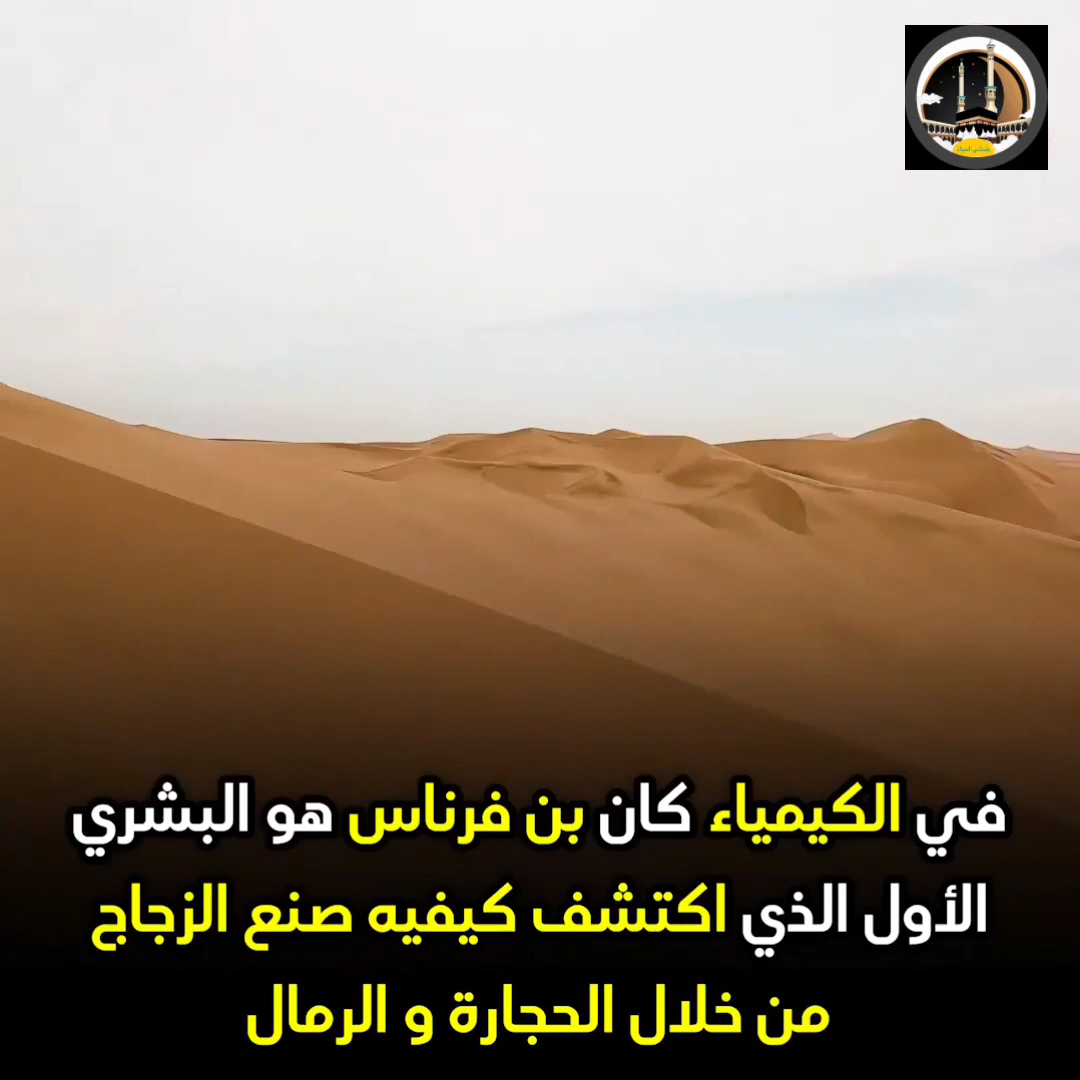 في الكيمياء كان بن فرناس هو البشري
الأول الذي اكتشف كيفيه صنع الزجاج
من خلال الحجارة و الرمال